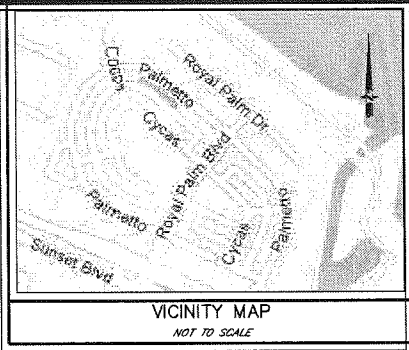 Cocos
Palmetto
Royal Palm Dr.
Cycas
Royal Palm Blvd
Palmetto
Cycas
Palmetto
Sunset Blvd
VICINITY MAP
NOT TO SCALE